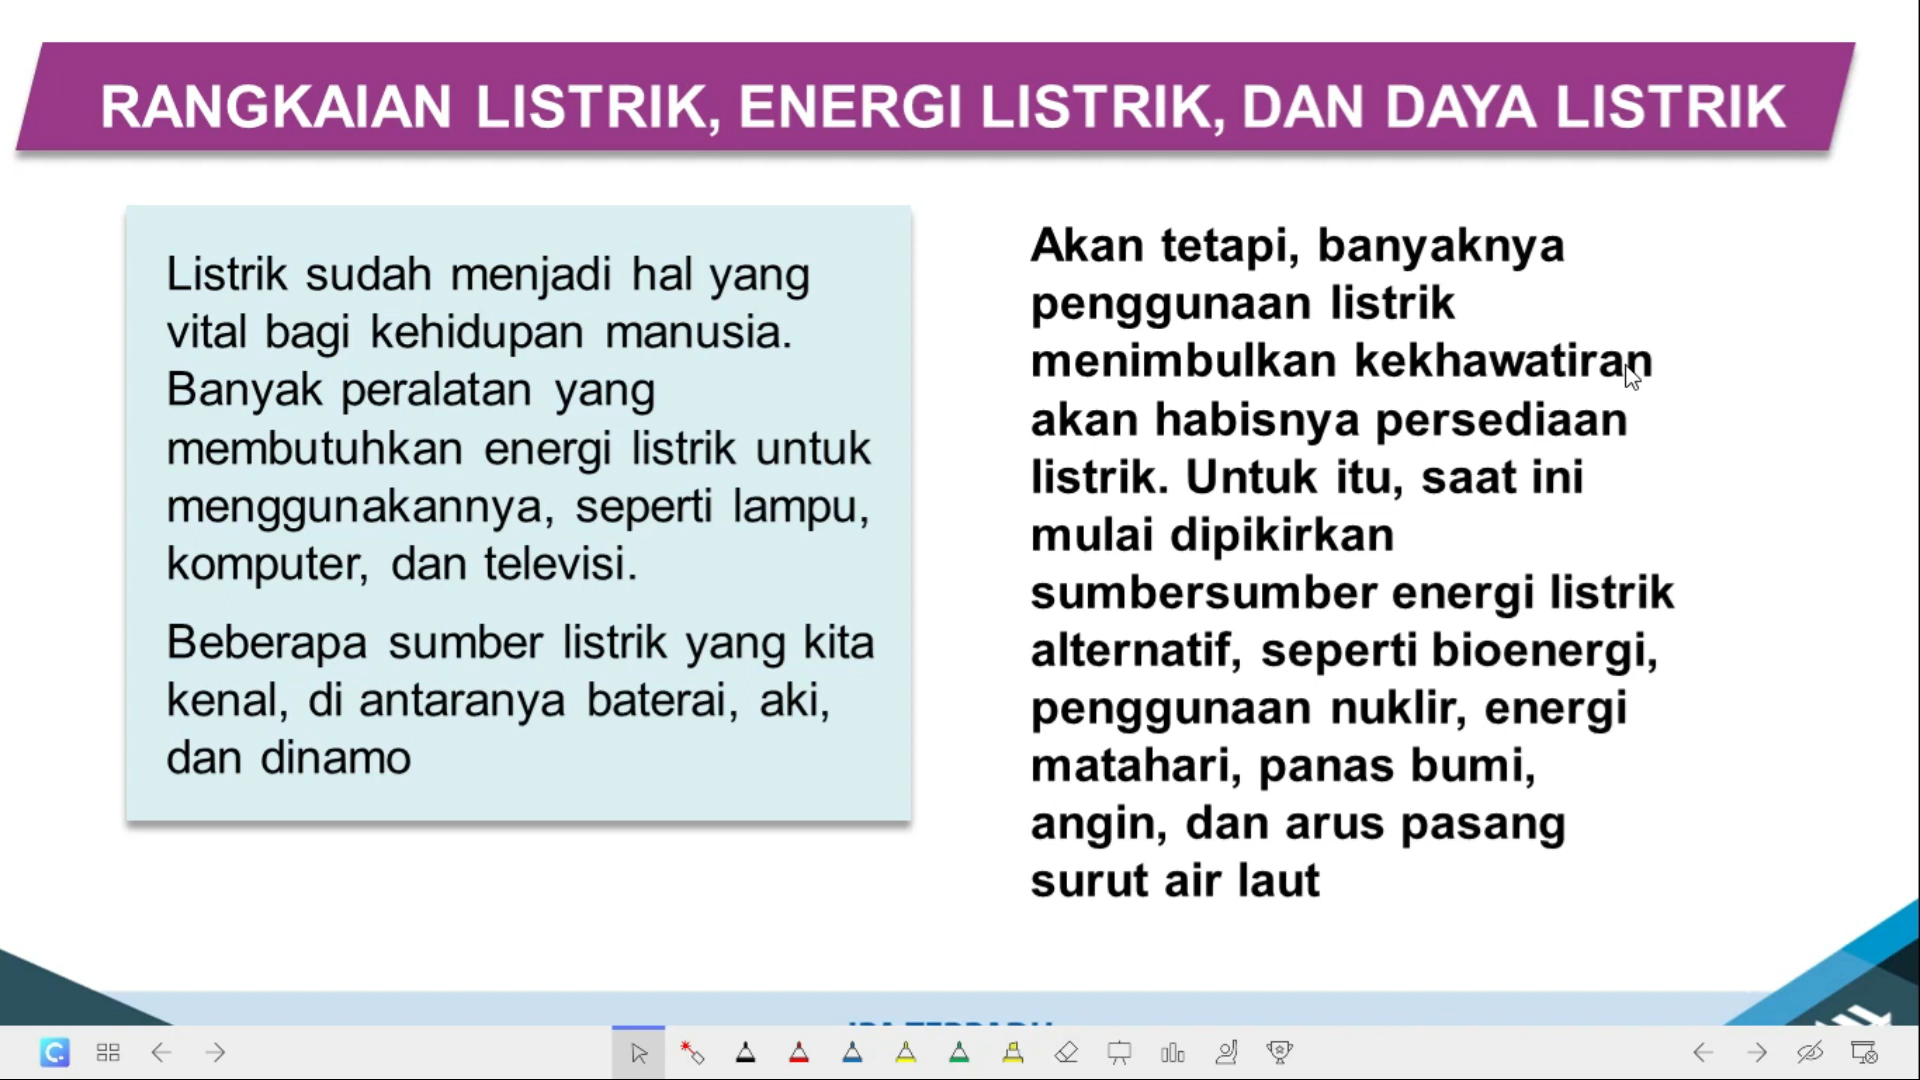 RANGKAIAN LISTRIK, ENERGI LISTRIK, DAN DAYA LISTRIK
Listrik sudah menjadi hal yang
vital bagi kehidupan manusia.
Banyak peralatan yang
membutuhkan energi listrik untuk
menggunakannya, seperti lampu,
komputer, dan televisi.
Beberapa sumber listrik yang kita
kenal, di antaranya baterai, aki,
dan dinamo
Akan tetapi, banyaknya
penggunaan listrik
menimbulkan kekhawatiran
akan habisnya persediaan
listrik. Untuk itu, saat ini
mulai dipikirkan
sumbersumber energi listrik
alternatif, seperti bioenergi,
penggunaan nuklir, energi
matahari, panas bumi,
angin, dan arus pasang
surut air laut